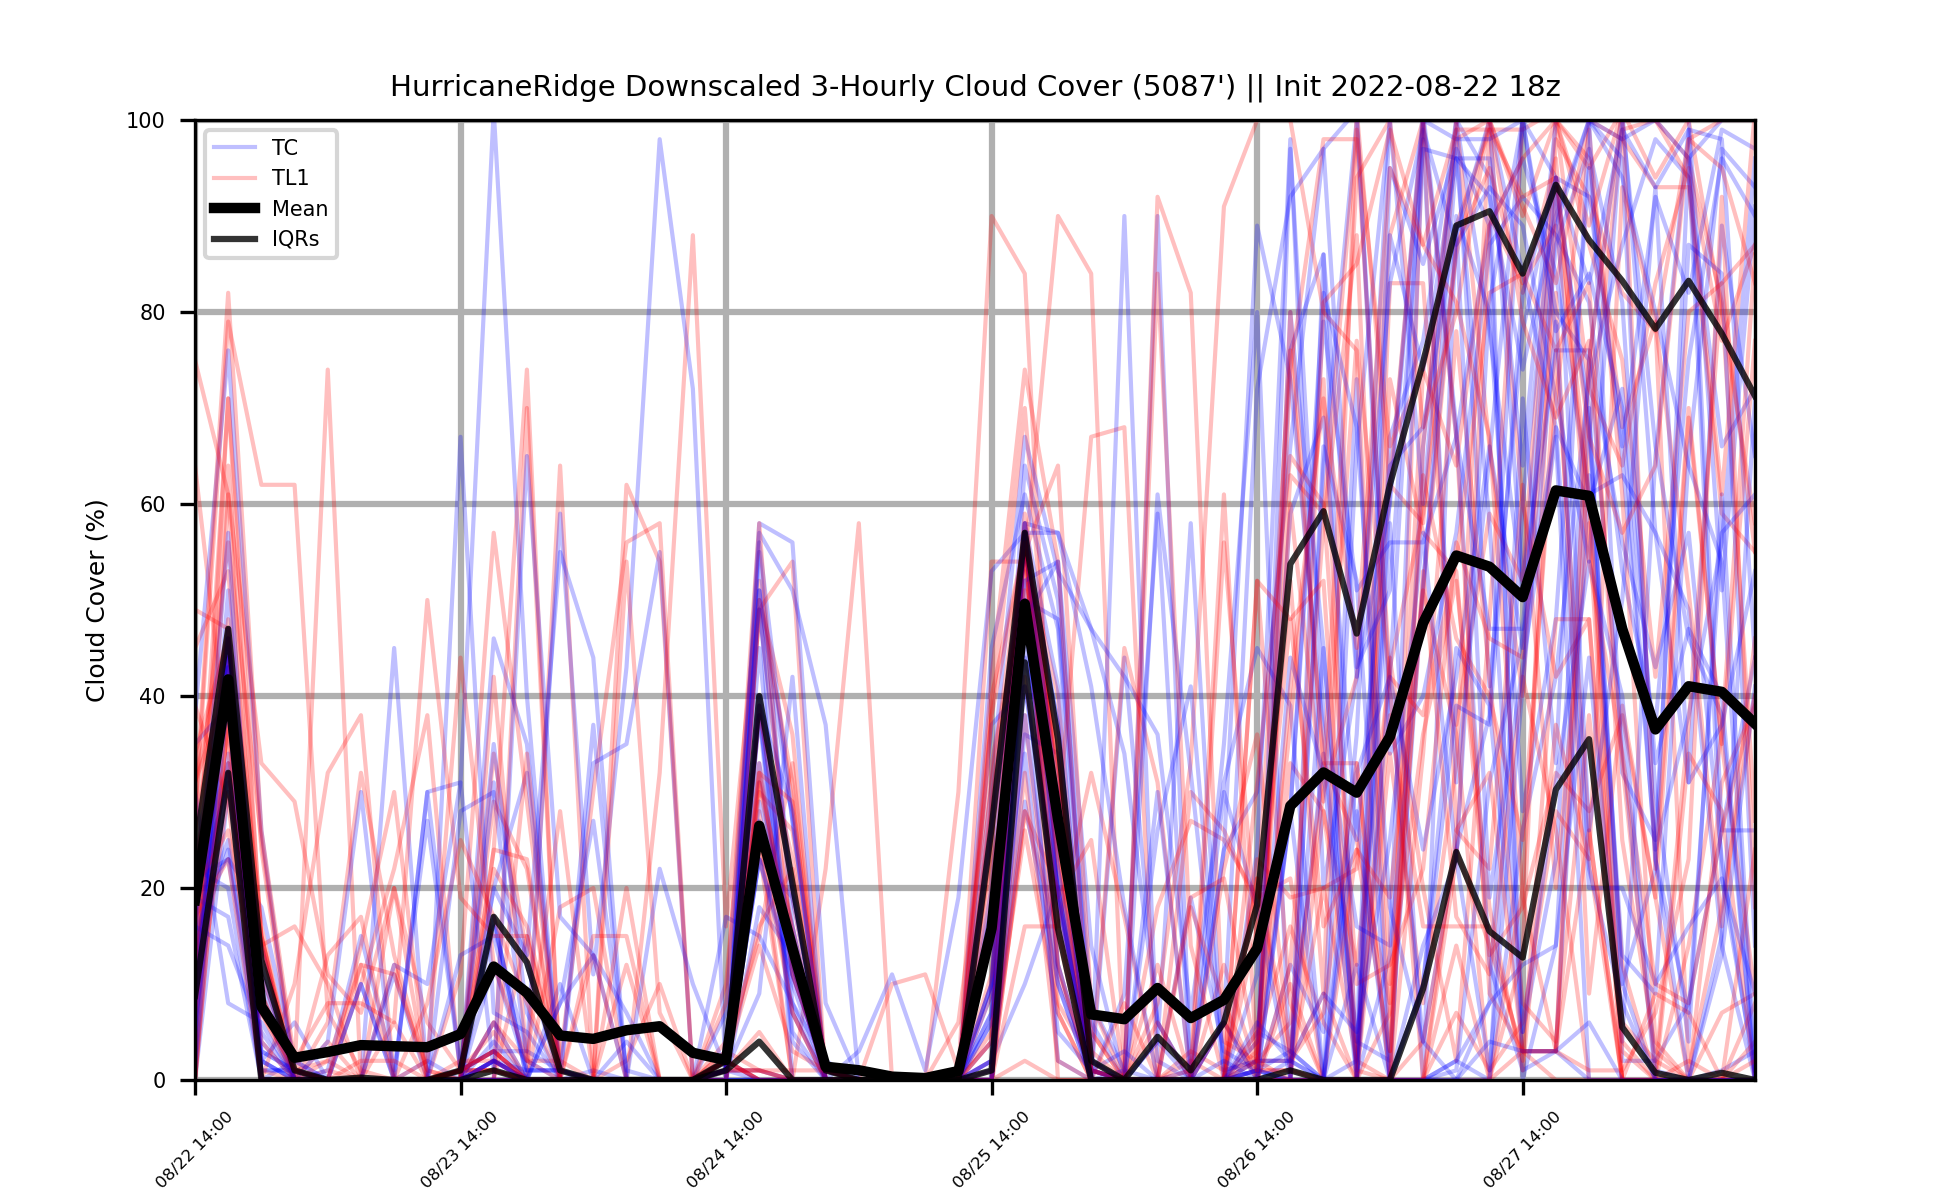 HurricaneRidge Downscaled 3-Hourly Cloud Cover (5087') || Init 2022-08-22 18z
TC
TL1
Mean
IQRs
Cloud Cover (%)
100
80
60
40
20
0
08/22 14:00
08/23 14:00
08/24 14:00
08/25 14:00
08/26 14:00
08/27 14:00